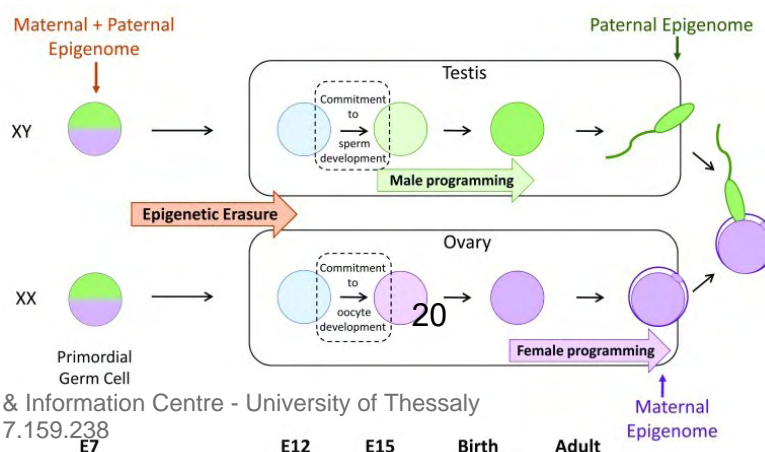 Maternal + Paternal
Epigenome
Paternal Epigenome
Testis
XY
Commitment
to
sperm
development
Male programming
Epigenetic Erasure
Ovary
XX
Commitment
to
oocyte
development
20
Female programming
Primordial
Germ Cell
Maternal
Epigenome
& Information Centre - University of Thessaly
7.159.238
E7 E12 E15 Birth Adult